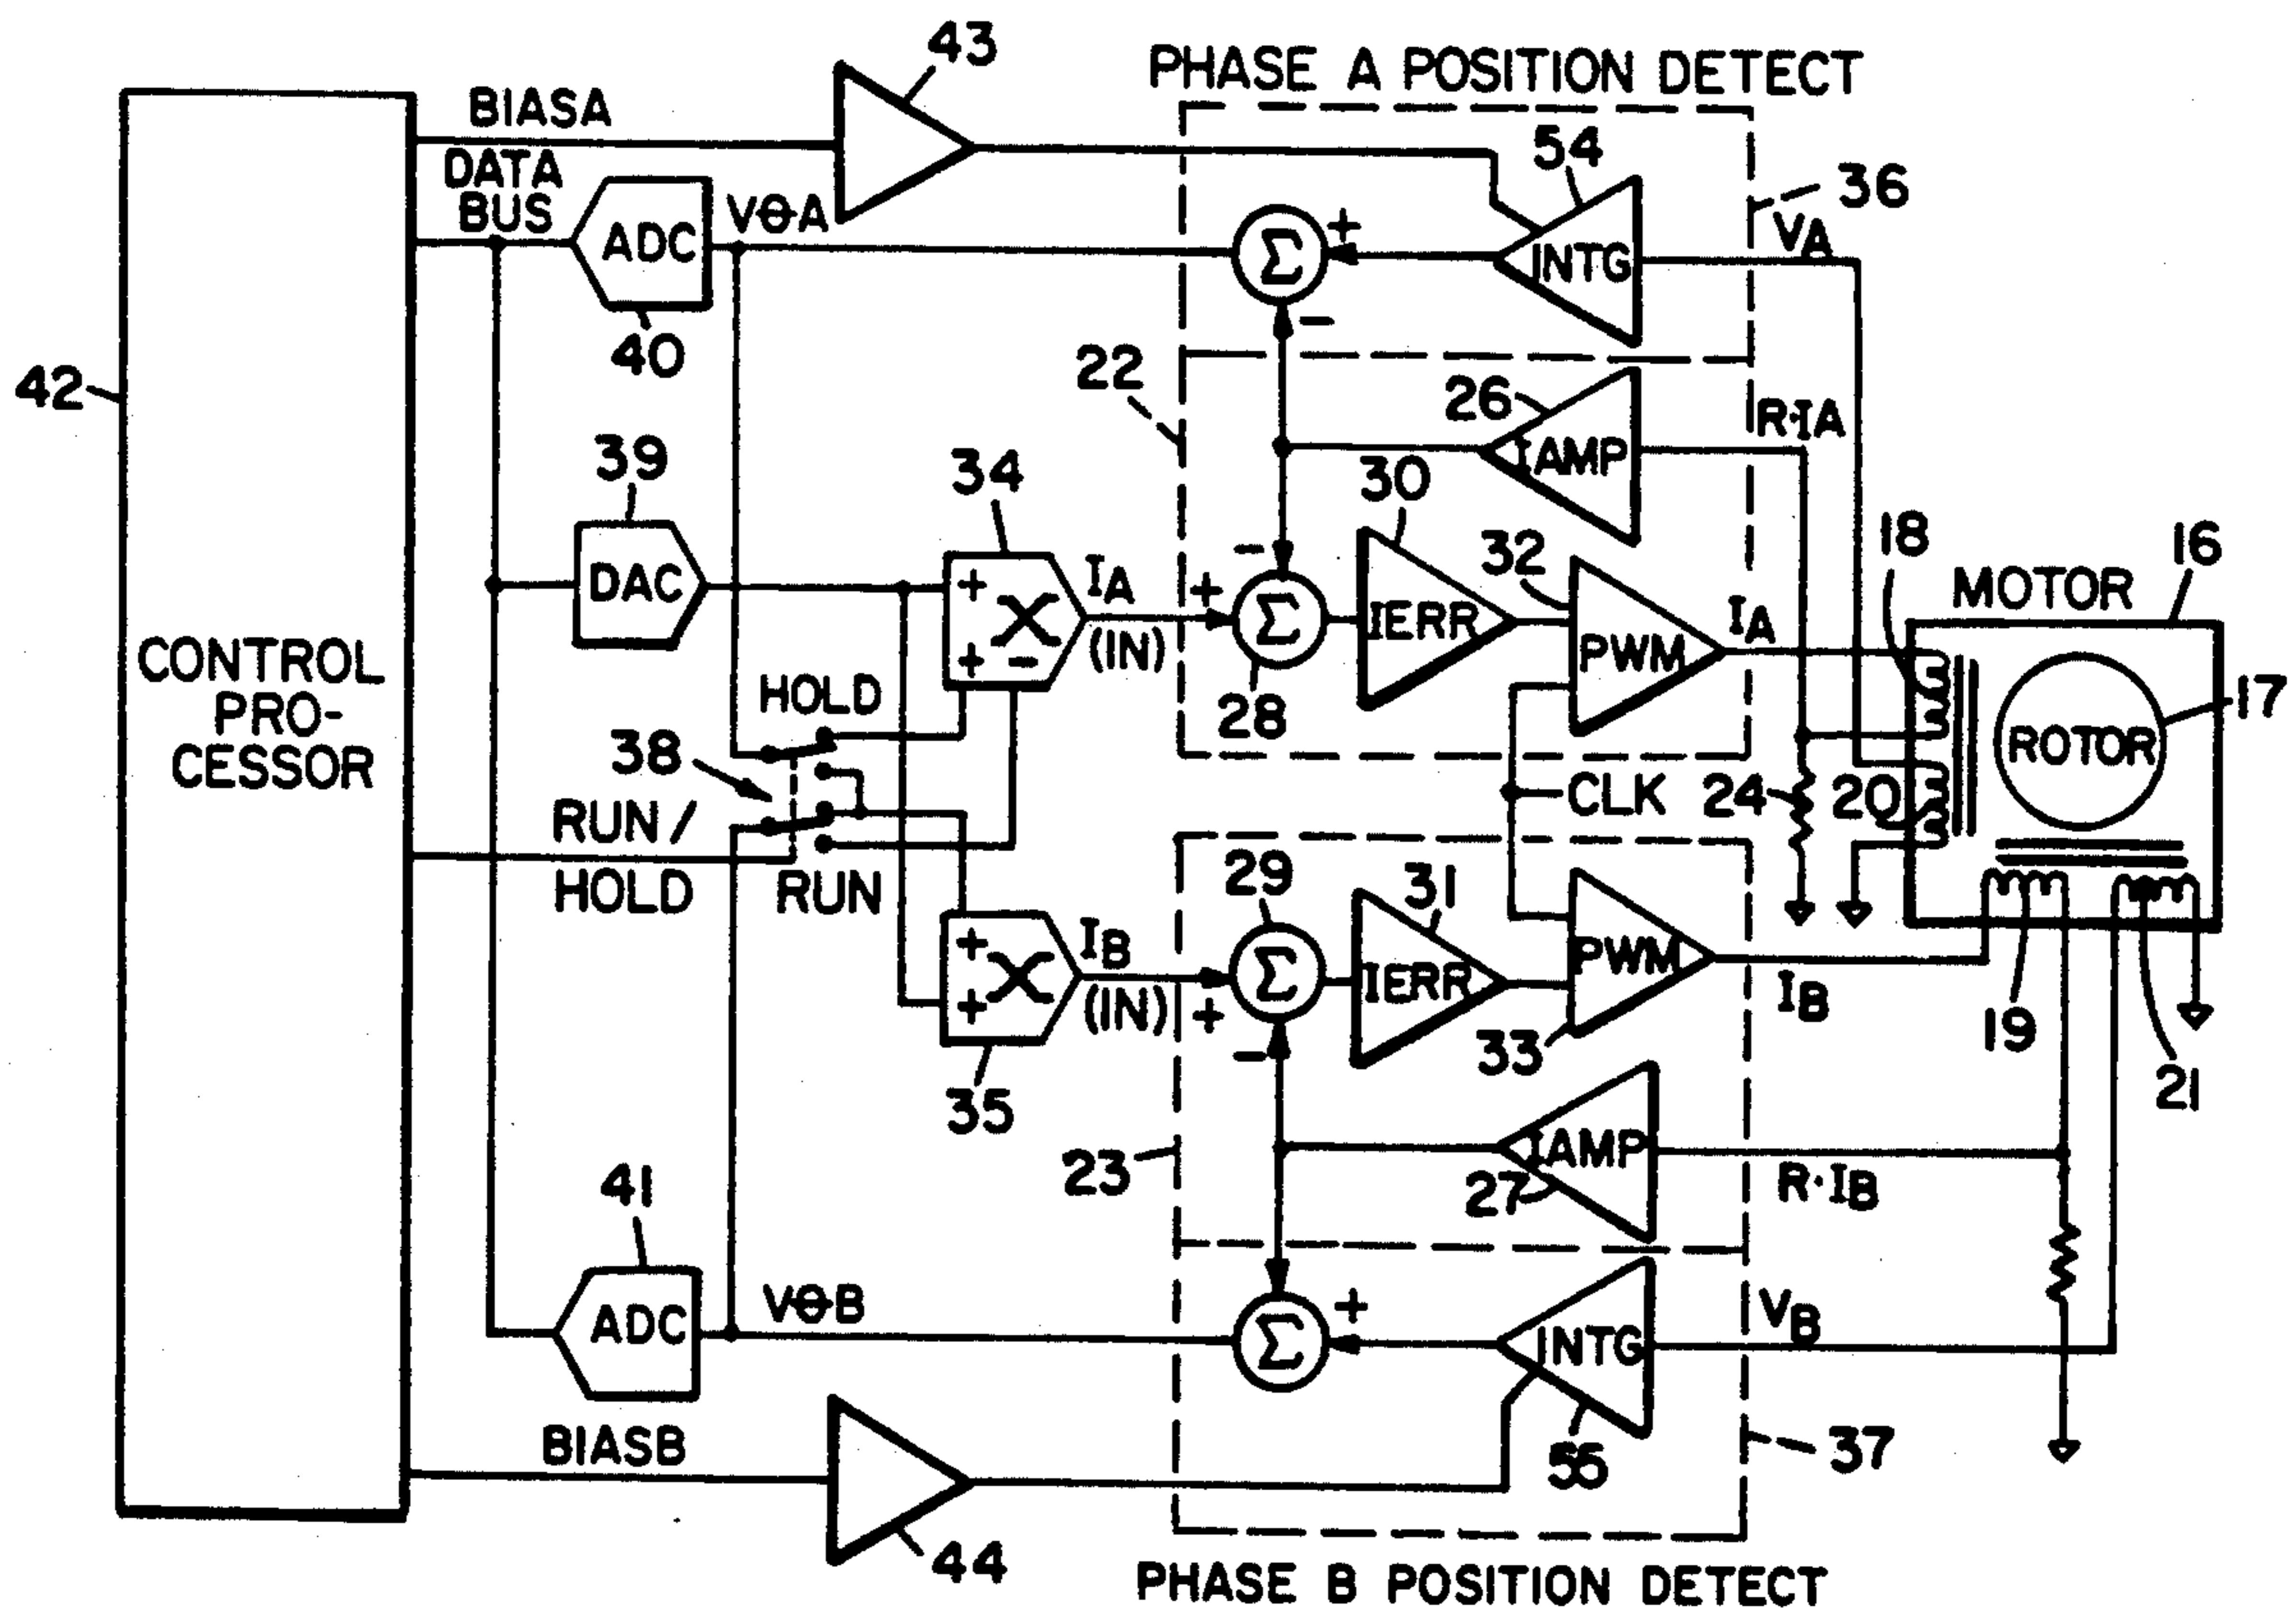 43
PHASE A POSITION DETECT
BIASA
54
DATA
BUS
36
ADC
VθA
Σ
+
INTG
VA
40
−
22
42
26
R·IA
IAMP
39
34
30
18
16
32
DAC
+
X
+ −
IA
(IN)
−
+
Σ
IERR
PWM
IA
MOTOR
CONTROL
PRO-
CESSOR
HOLD
28
17
ROTOR
38
CLK
24
20
RUN/
HOLD
RUN
29
31
+
X
+
IB
(IN)
+
Σ
−
IERR
PWM
IB
33
19
21
35
23
IAMP
27
R·IB
41
ADC
VθB
Σ
+
INTG
VB
BIASB
55
37
44
PHASE B POSITION DETECT